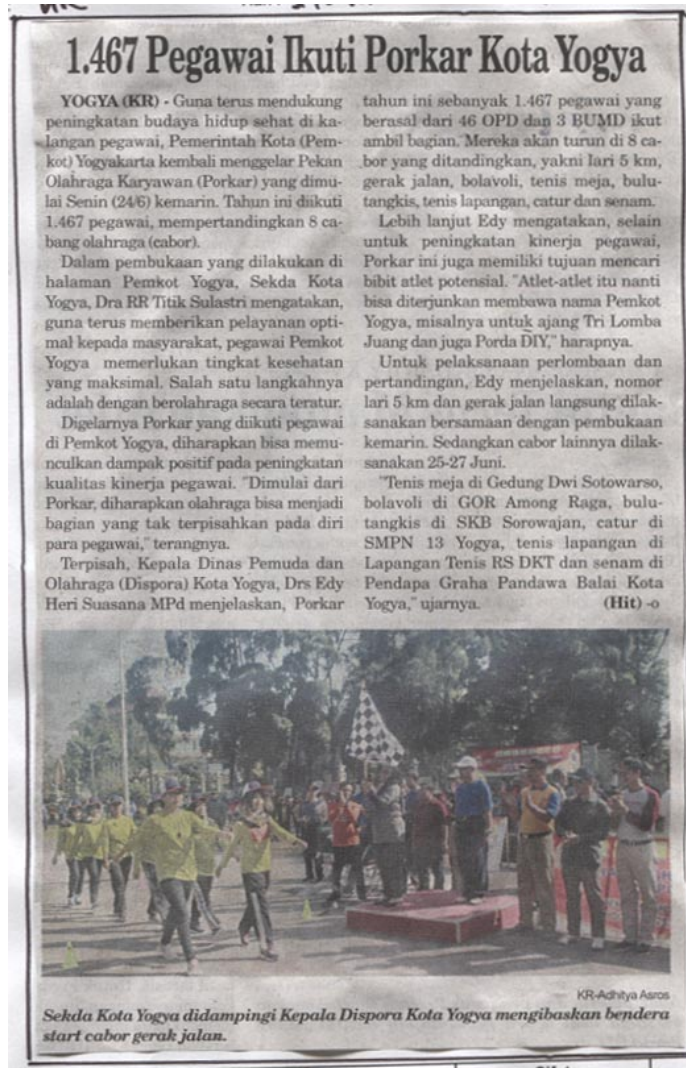 1.467 Pegawai Ikuti Porkar Kota Yogya
YOGYA (KR) - Guna terus mendukung
peningkatan budaya hidup sehat di ka-
langan pegawai, Pemerintah Kota (Pem-
kot) Yogyakarta kembali menggelar Pekan
Olahraga Karyawan (Porkar) yang dimu-
lai Senin (24/6) kemarin. Tahun ini diikuti
1.467 pegawai, mempertandingkan 8 ca-
bang olahraga (cabor).
Dalam pembukaan yang dilakukan di
halaman Pemkot Yogya, Sekda Kota
Yogya, Dra RR Titik Sulastri mengatakan,
guna terus memberikan pelayanan opti-
mal kepada masyarakat, pegawai Pemkot
Yogya memerlukan tingkat kesehatan
yang maksimal. Salah satu langkahnya
adalah dengan berolahraga secara teratur.
Digelarnya Porkar yang diikuti pegawai
di Pemkot Yogya, diharapkan bisa memu-
nculkan dampak positif pada peningkatan
kualitas kinerja pegawai. "Dimulai dari
Porkar, diharapkan olahraga bisa menjadi
bagian yang tak terpisahkan pada diri
para pegawai," terangnya.
Terpisah, Kepala Dinas Pemuda dan
Olahraga (Dispora) Kota Yogya, Drs Edy
Heri Suasana MPd menjelaskan, Porkar
tahun ini sebanyak 1.467 pegawai yang
berasal dari 46 OPD dan 3 BUMD ikut
ambil bagian. Mereka akan turun di 8 ca-
bor yang ditandingkan, yakni lari 5 km,
gerak jalan, bolavoli, tenis meja, bulu-
tangkis, tenis lapangan, catur dan senam.
Lebih lanjut Edy mengatakan, selain
untuk peningkatan kinerja pegawai,
Porkar ini juga memiliki tujuan mencari
bibit atlet potensial. "Atlet-atlet itu nanti
bisa diterjunkan membawa nama Pemkot
Yogya, misalnya untuk ajang Tri Lomba
Juang dan juga Porda DIY," harapnya.
Untuk pelaksanaan perlombaan dan
pertandingan, Edy menjelaskan, nomor
lari 5 km dan gerak jalan langsung dilak-
sanakan bersamaan dengan pembukaan
kemarin. Sedangkan cabor lainnya dilak-
sanakan 25-27 Juni.
"Tenis meja di Gedung Dwi Sotowarso,
bolavoli di GOR Among Raga, bulu-
tangkis di SKB Sorowajan, catur di
SMPN 13 Yogya, tenis lapangan di
Lapangan Tenis RS DKT dan senam di
Pendapa Graha Pandawa Balai Kota
Yogya," ujarnya. (Hit) -o
KR-Adhitya Asros
Sekda Kota Yogya didampingi Kepala Dispora Kota Yogya mengibaskan bendera
start cabor gerak jalan.